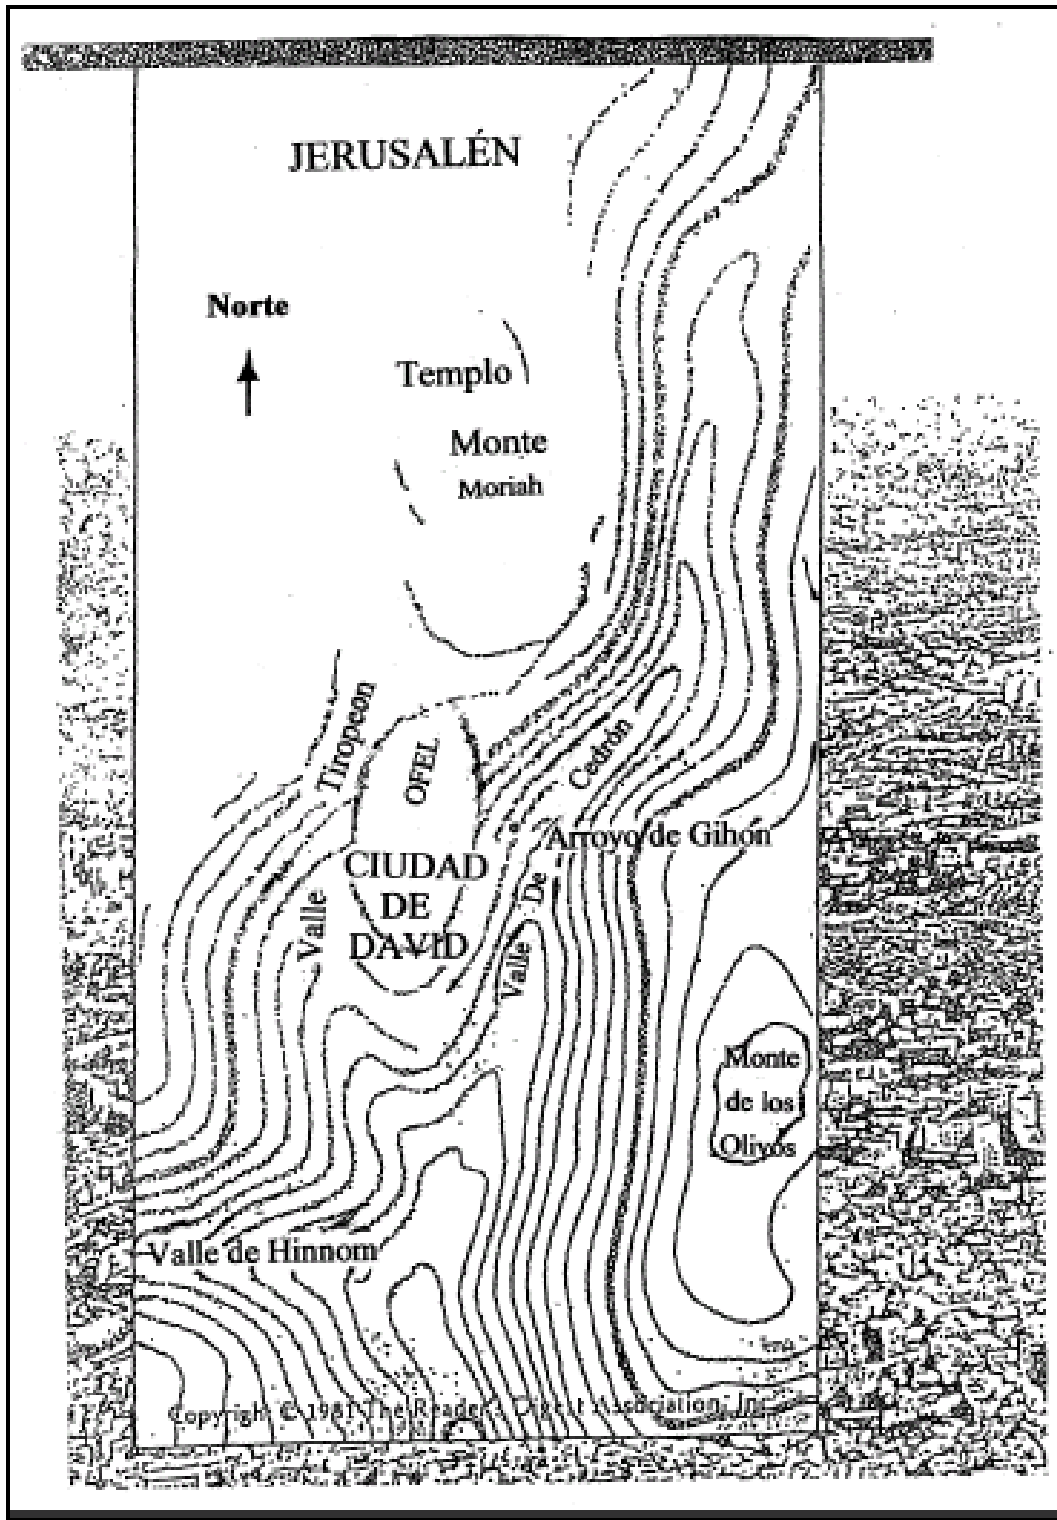 JERUSALÉN
Norte
Templo
Monte
Moriah
Tiropeon
OFEL
Cedrón
Arroyo de Gihon
CIUDAD
DE
DAVID
Valle
De
Valle
Monte
de los
Olivos
Valle de Hinnom
Copyright © 1981 The Reader's Digest Association, Inc.